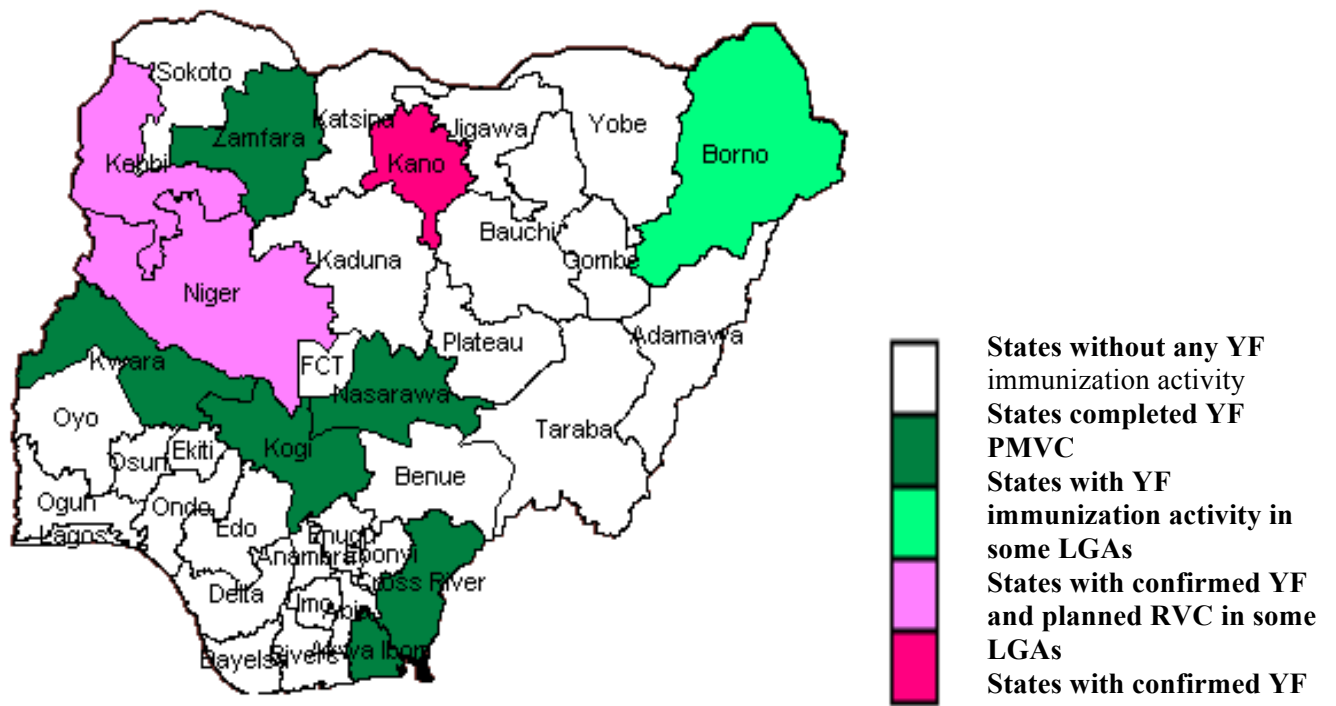 Sokoto
Katsina
Zamfara
Jigawa
Yobe
Kebbi
Kano
Borno
Bauchi
Gombe
Kaduna
Niger
Adamawa
Plateau
FCT
Kwara
Nasarawa
Oyo
Taraba
Kogi
Ekiti
Osun
Benue
Ogun
Ondo
Edo
Lagos
Enugu
Anamara
Ebonyi
Cross River
Delta
Imo
Abia
Akwa Ibom
Rivers
Bayelsa
States without any YF
immunization activity
States completed YF
PMVC
States with YF
immunization activity in
some LGAs
States with confirmed YF
and planned RVC in some
LGAs
States with confirmed YF